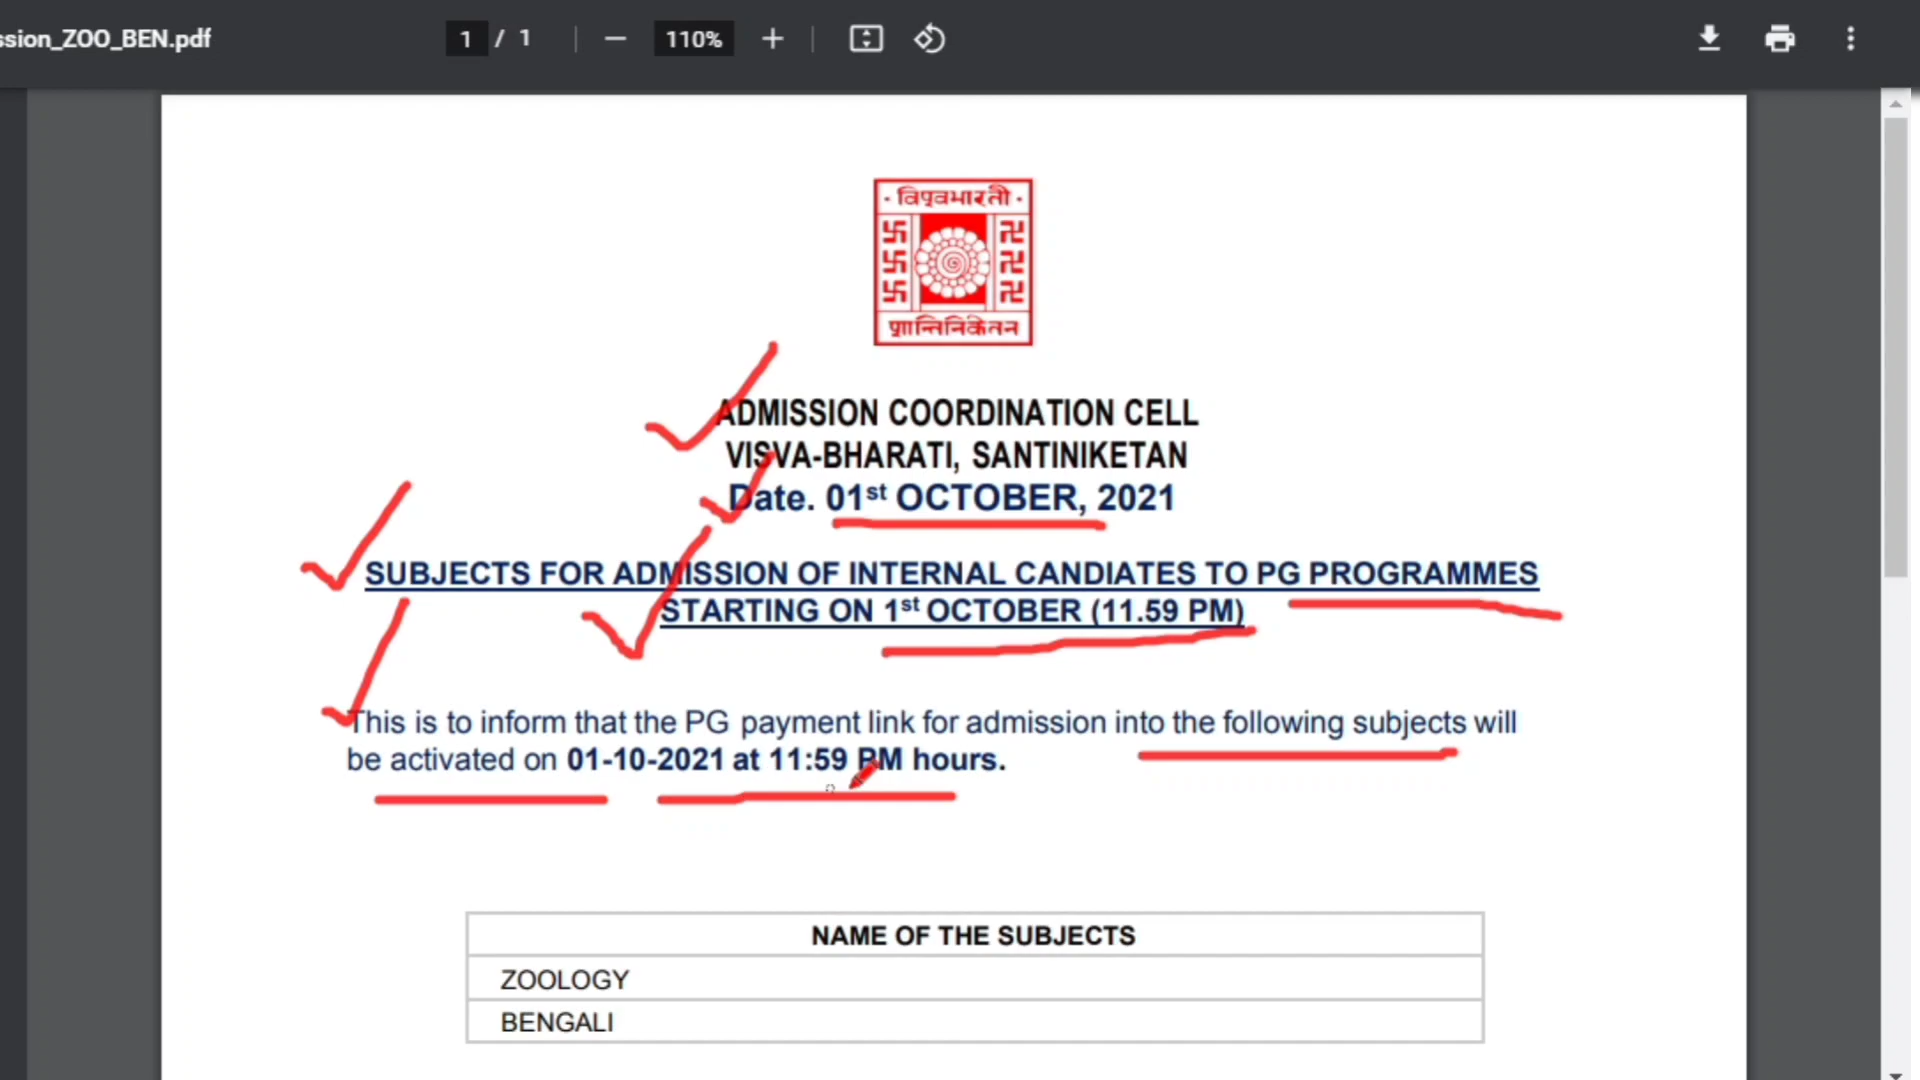 ssion_ZOO_BEN.pdf
1 / 1
110%
विश्वभारती
शान्तिनिकेतन
ADMISSION COORDINATION CELL
VISVA-BHARATI, SANTINIKETAN
Date. 01st OCTOBER, 2021
SUBJECTS FOR ADMISSION OF INTERNAL CANDIATES TO PG PROGRAMMES
STARTING ON 1st OCTOBER (11.59 PM)
This is to inform that the PG payment link for admission into the following subjects will
be activated on 01-10-2021 at 11:59 PM hours.
NAME OF THE SUBJECTS
ZOOLOGY
BENGALI